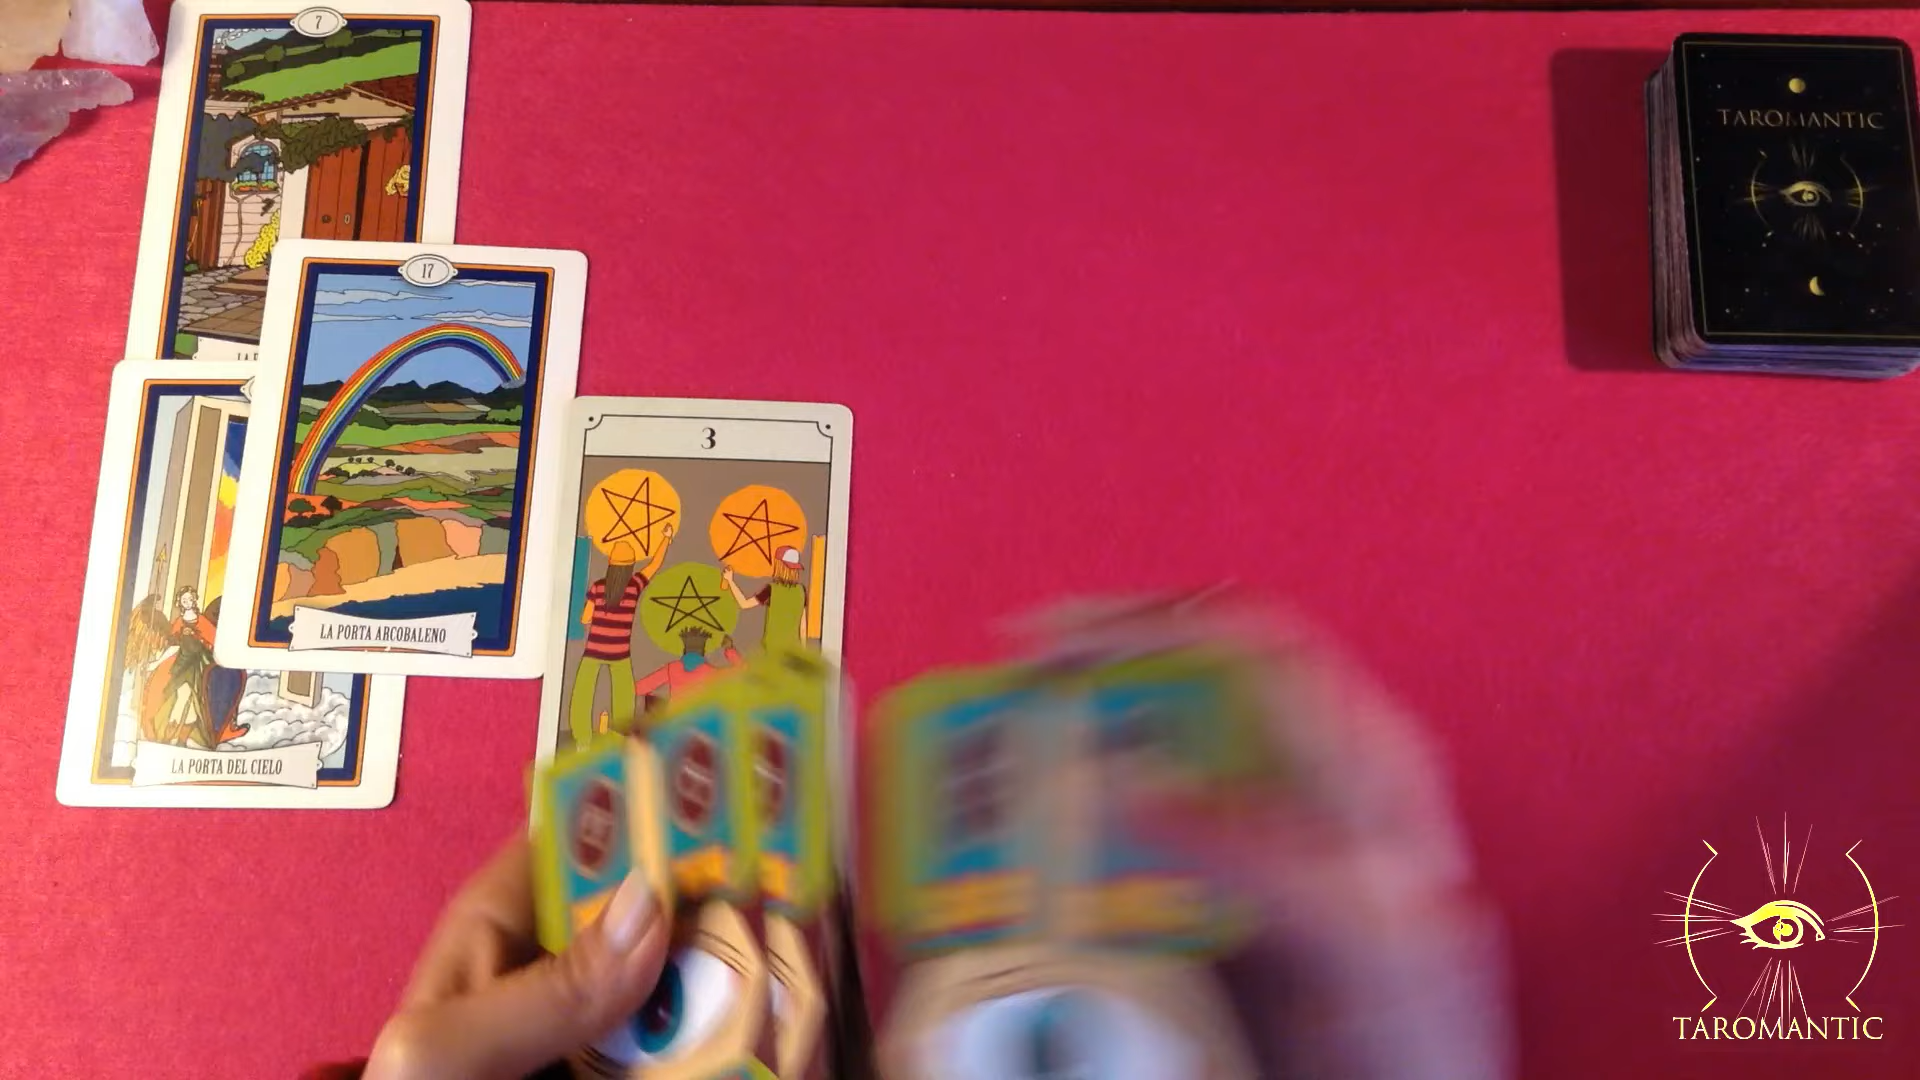 7
17
LA PORTA ARCOBALENO
LA PORTA DEL CIELO
3
TAROMANTIC
TAROMANTIC